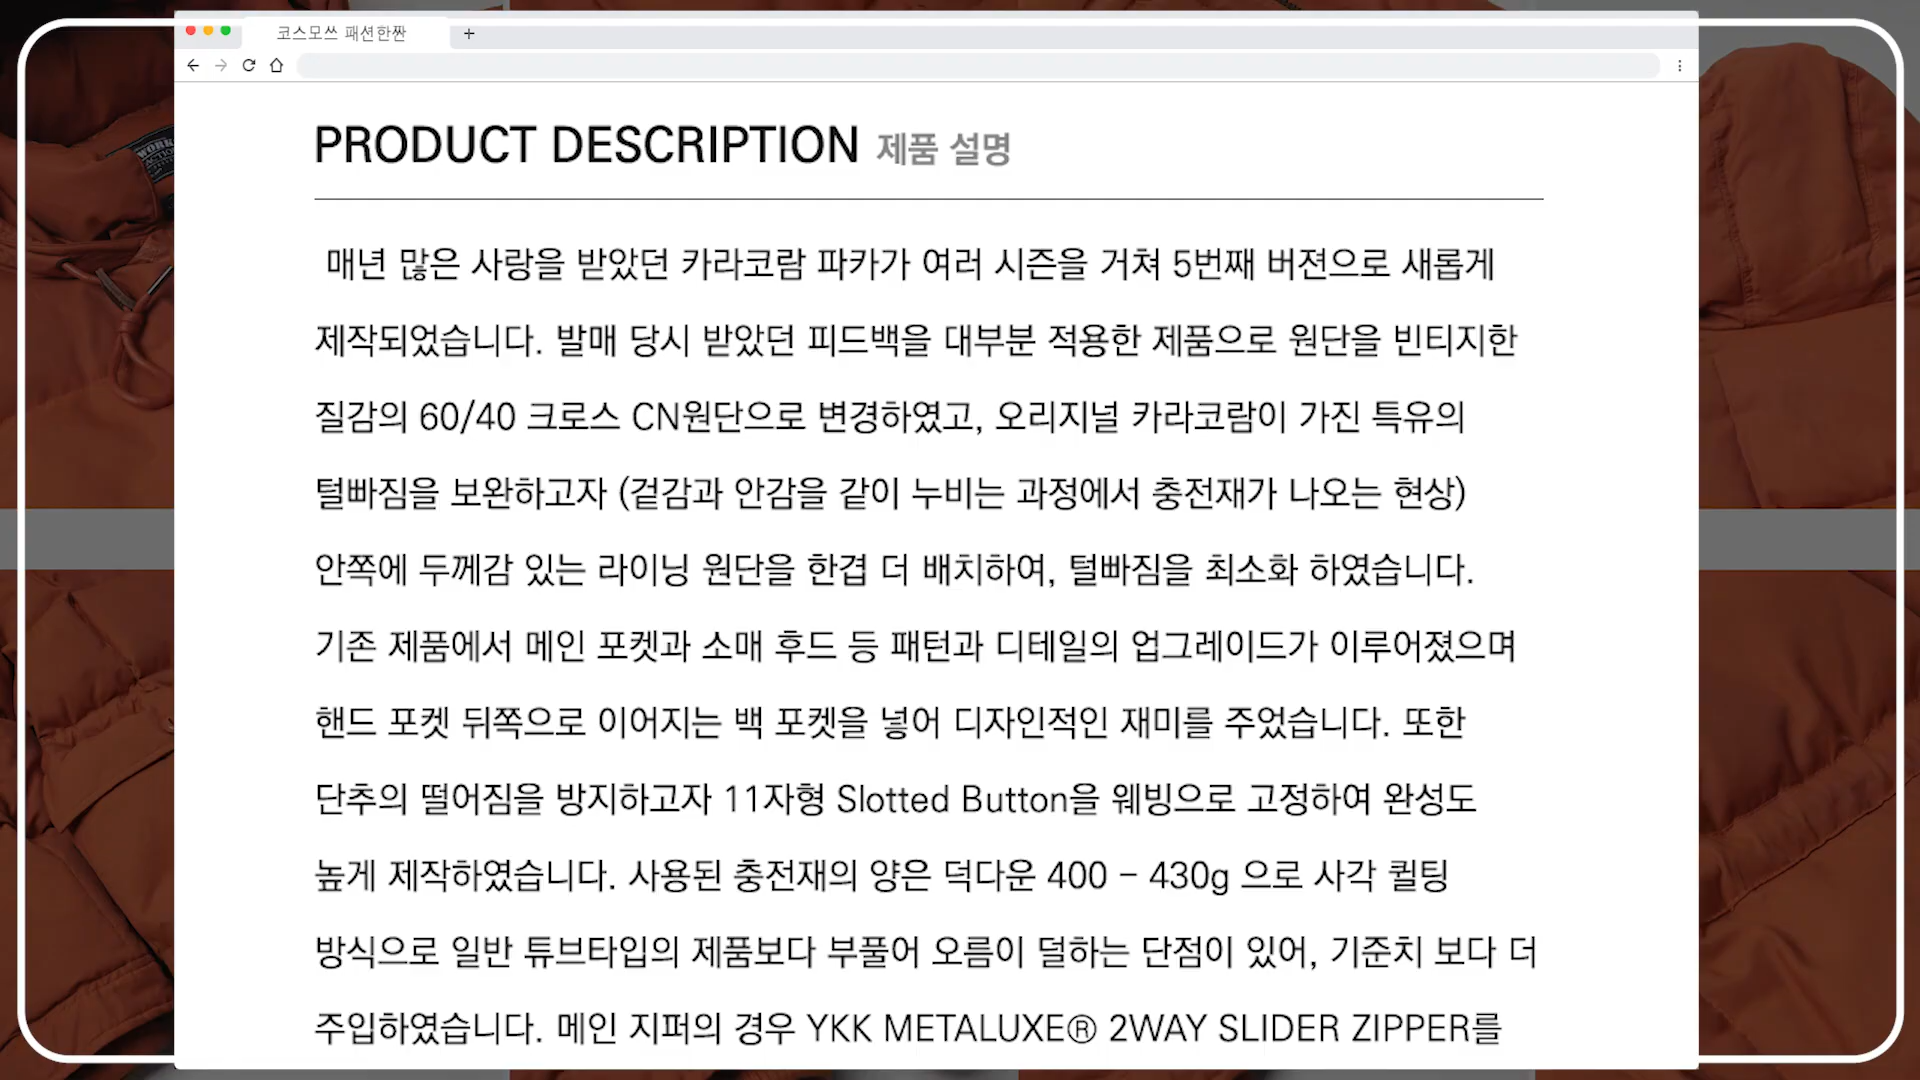 코스모쓰 패션한짠
PRODUCT DESCRIPTION 제품 설명
매년 많은 사랑을 받았던 카라코람 파카가 여러 시즌을 거쳐 5번째 버젼으로 새롭게
제작되었습니다. 발매 당시 받았던 피드백을 대부분 적용한 제품으로 원단을 빈티지한
질감의 60/40 크로스 CN원단으로 변경하였고, 오리지널 카라코람이 가진 특유의
털빠짐을 보완하고자 (겉감과 안감을 같이 누비는 과정에서 충전재가 나오는 현상)
안쪽에 두께감 있는 라이닝 원단을 한겹 더 배치하여, 털빠짐을 최소화 하였습니다.
기존 제품에서 메인 포켓과 소매 후드 등 패턴과 디테일의 업그레이드가 이루어졌으며
핸드 포켓 뒤쪽으로 이어지는 백 포켓을 넣어 디자인적인 재미를 주었습니다. 또한
단추의 떨어짐을 방지하고자 11자형 Slotted Button을 웨빙으로 고정하여 완성도
높게 제작하였습니다. 사용된 충전재의 양은 덕다운 400 - 430g 으로 사각 퀼팅
방식으로 일반 튜브타입의 제품보다 부풀어 오름이 덜하는 단점이 있어, 기준치 보다 더
주입하였습니다. 메인 지퍼의 경우 YKK METALUXE® 2WAY SLIDER ZIPPER를
WORK